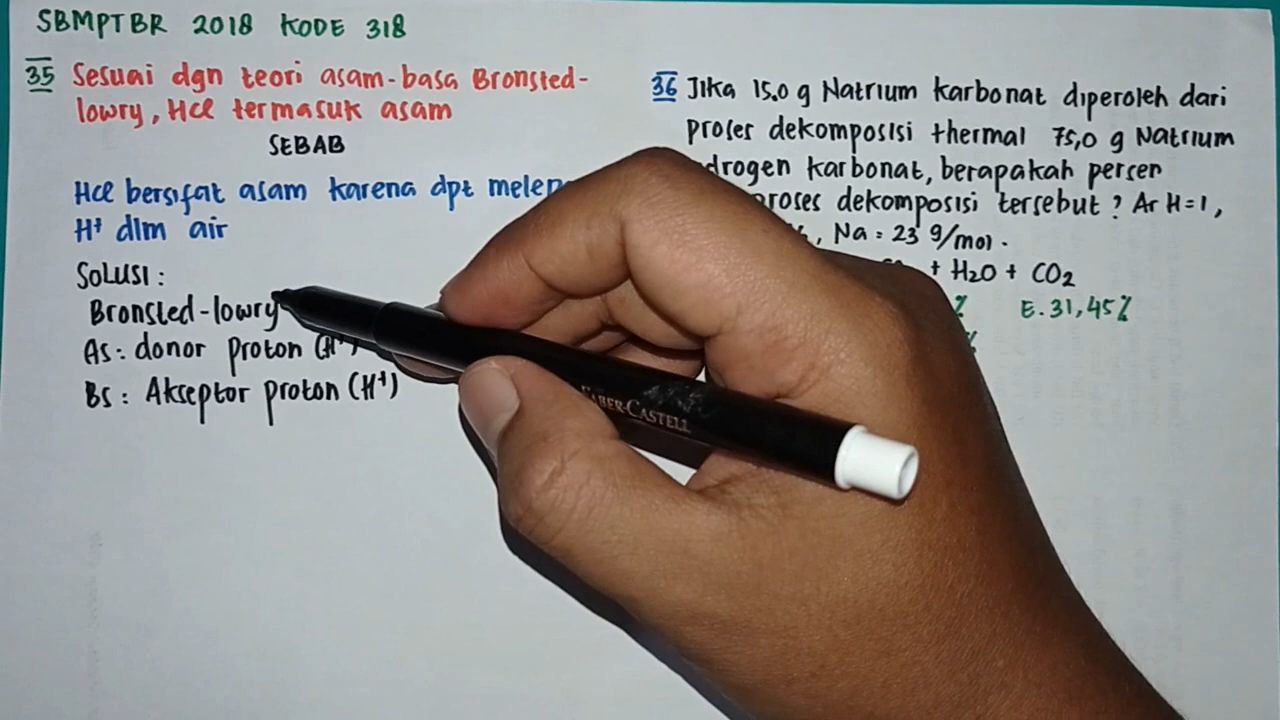 SBMPTBR 2018 KODE 318
35 Sesuai dgn teori asam-basa Bronsted-
lowry, HCl termasuk asam
SEBAB
HCl bersifat asam karena dpt
H+ dlm air
SOLUSI :
Bronsted-lowry
As : donor proton (H+)
Bs : Akseptor proton (H+)
36 Jika 15.0 g Natrium karbonat diperoleh dari
proses dekomposisi thermal 75,0 g Natrium
karbonat, berapakah persen
proses dekomposisi tersebut ? Ar H = 1,
, Na = 23 g/mol.
+ H2O + CO2
% E. 31,45%
%
FABER-CASTELL